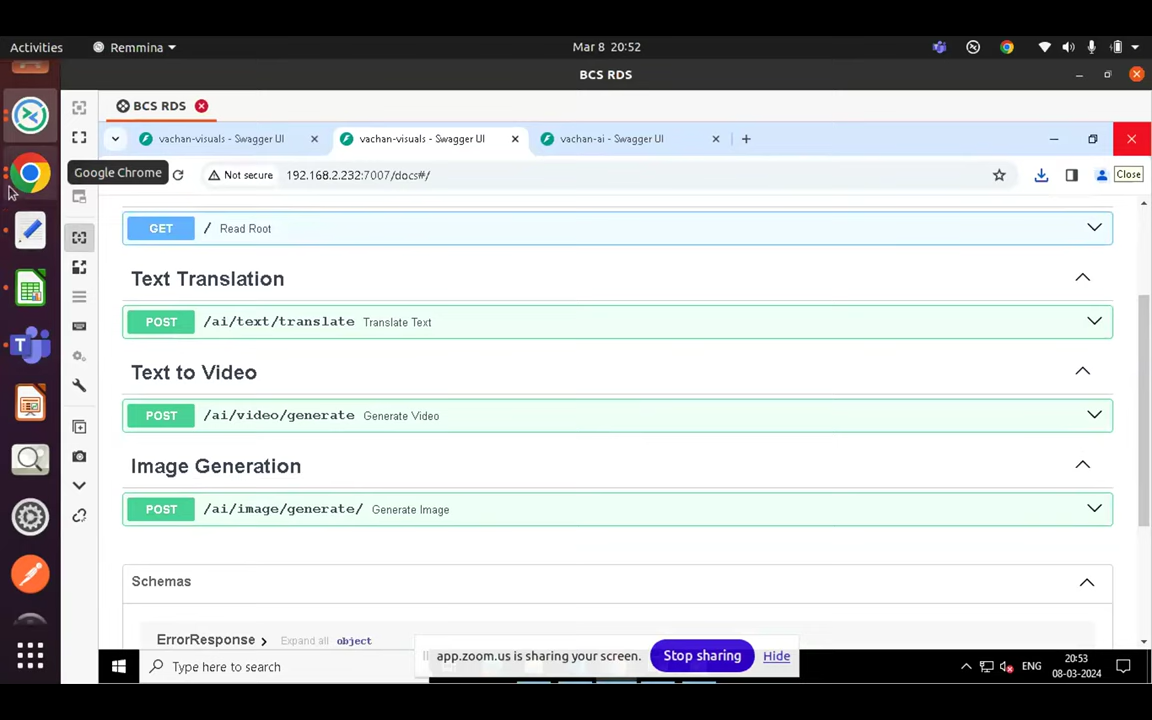 Activities
Remmina
Mar 8 20:52
BCS RDS
BCS RDS
vachan-visuals - Swagger UI
vachan-visuals - Swagger UI
vachan-ai - Swagger UI
Google Chrome
Not secure
192.168.2.232:7007/docs#/
Close
GET / Read Root
Text Translation
POST /ai/text/translate Translate Text
Text to Video
POST /ai/video/generate Generate Video
Image Generation
POST /ai/image/generate/ Generate Image
Schemas
ErrorResponse Expand all object
app.zoom.us is sharing your screen.
Stop sharing
Hide
Type here to search
ENG
20:53
08-03-2024